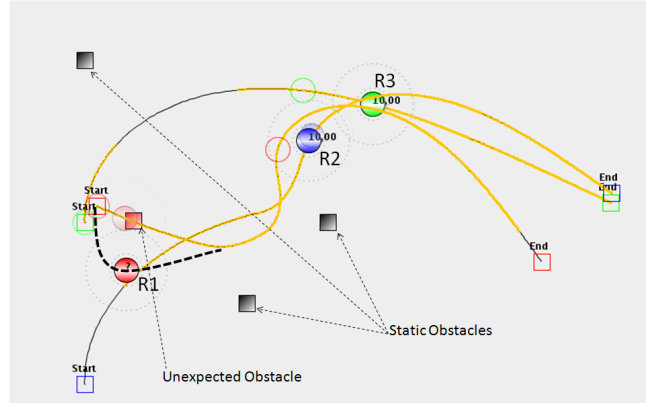 R3
10,00
10,00
R2
End
End
Start
Start
End
?
R1
Static Obstacles
Start
Unexpected Obstacle